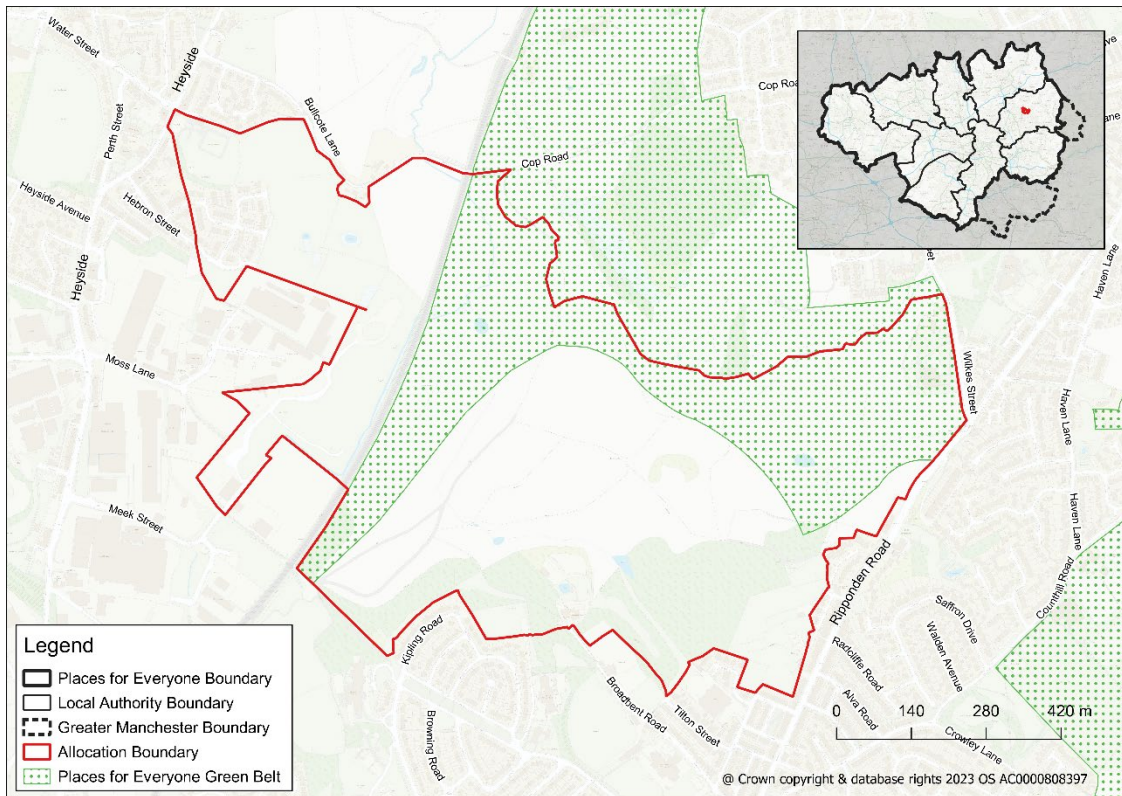 Water Street
Heyside
Perth Street
Bullcote Lane
Cop Road
Cop Roa
Heyside Avenue
Hebron Street
Heyside
Moss Lane
Meek Street
Haven Lane
Wilkes Street
Haven Lane
Haven Lane
Counthill Road
Ripponden Road
Saffron Drive
Walden Avenue
Radcliffe Road
Alva Road
Crowley Lane
Kipling Road
Browning Road
Broadbent Road
Tilton Street
Legend
Places for Everyone Boundary
Local Authority Boundary
Greater Manchester Boundary
Allocation Boundary
Places for Everyone Green Belt
0 140 280 420 m
@ Crown copyright & database rights 2023 OS AC0000808397